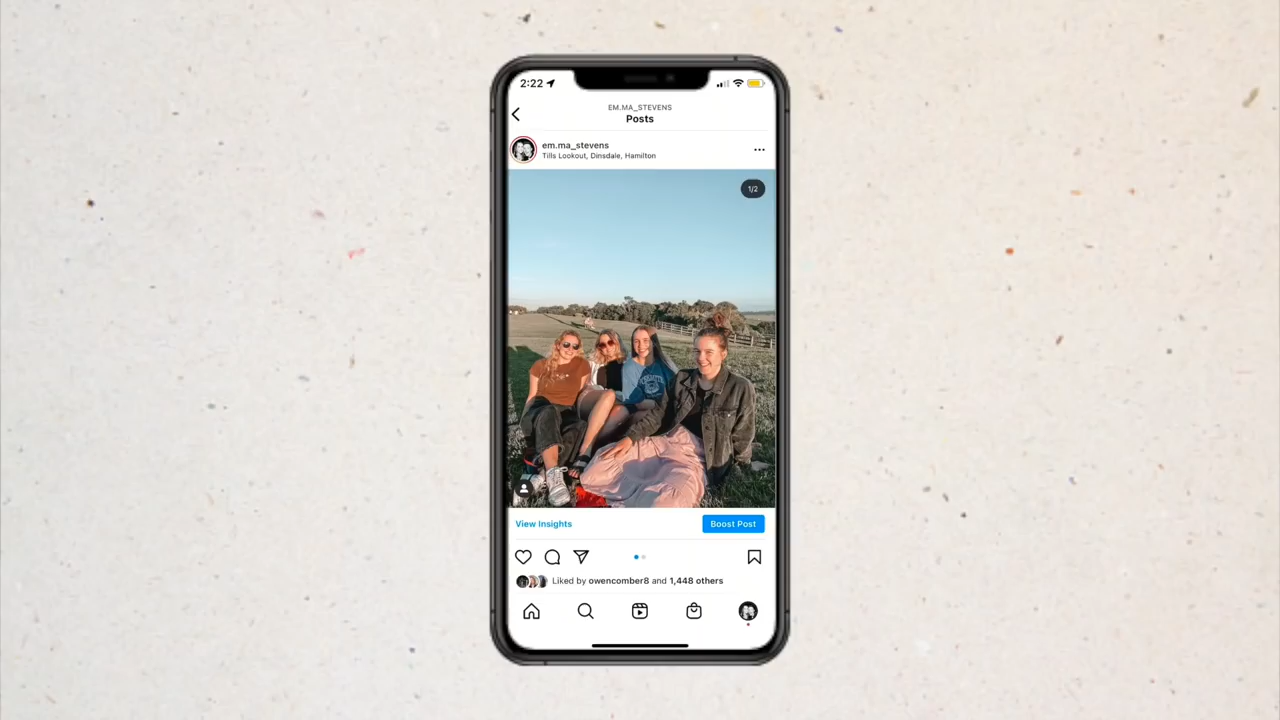 2:22
EM.MA_STEVENS
Posts
em.ma_stevens
Tills Lookout, Dinsdale, Hamilton
1/2
View Insights
Boost Post
Liked by owencomber8 and 1,448 others